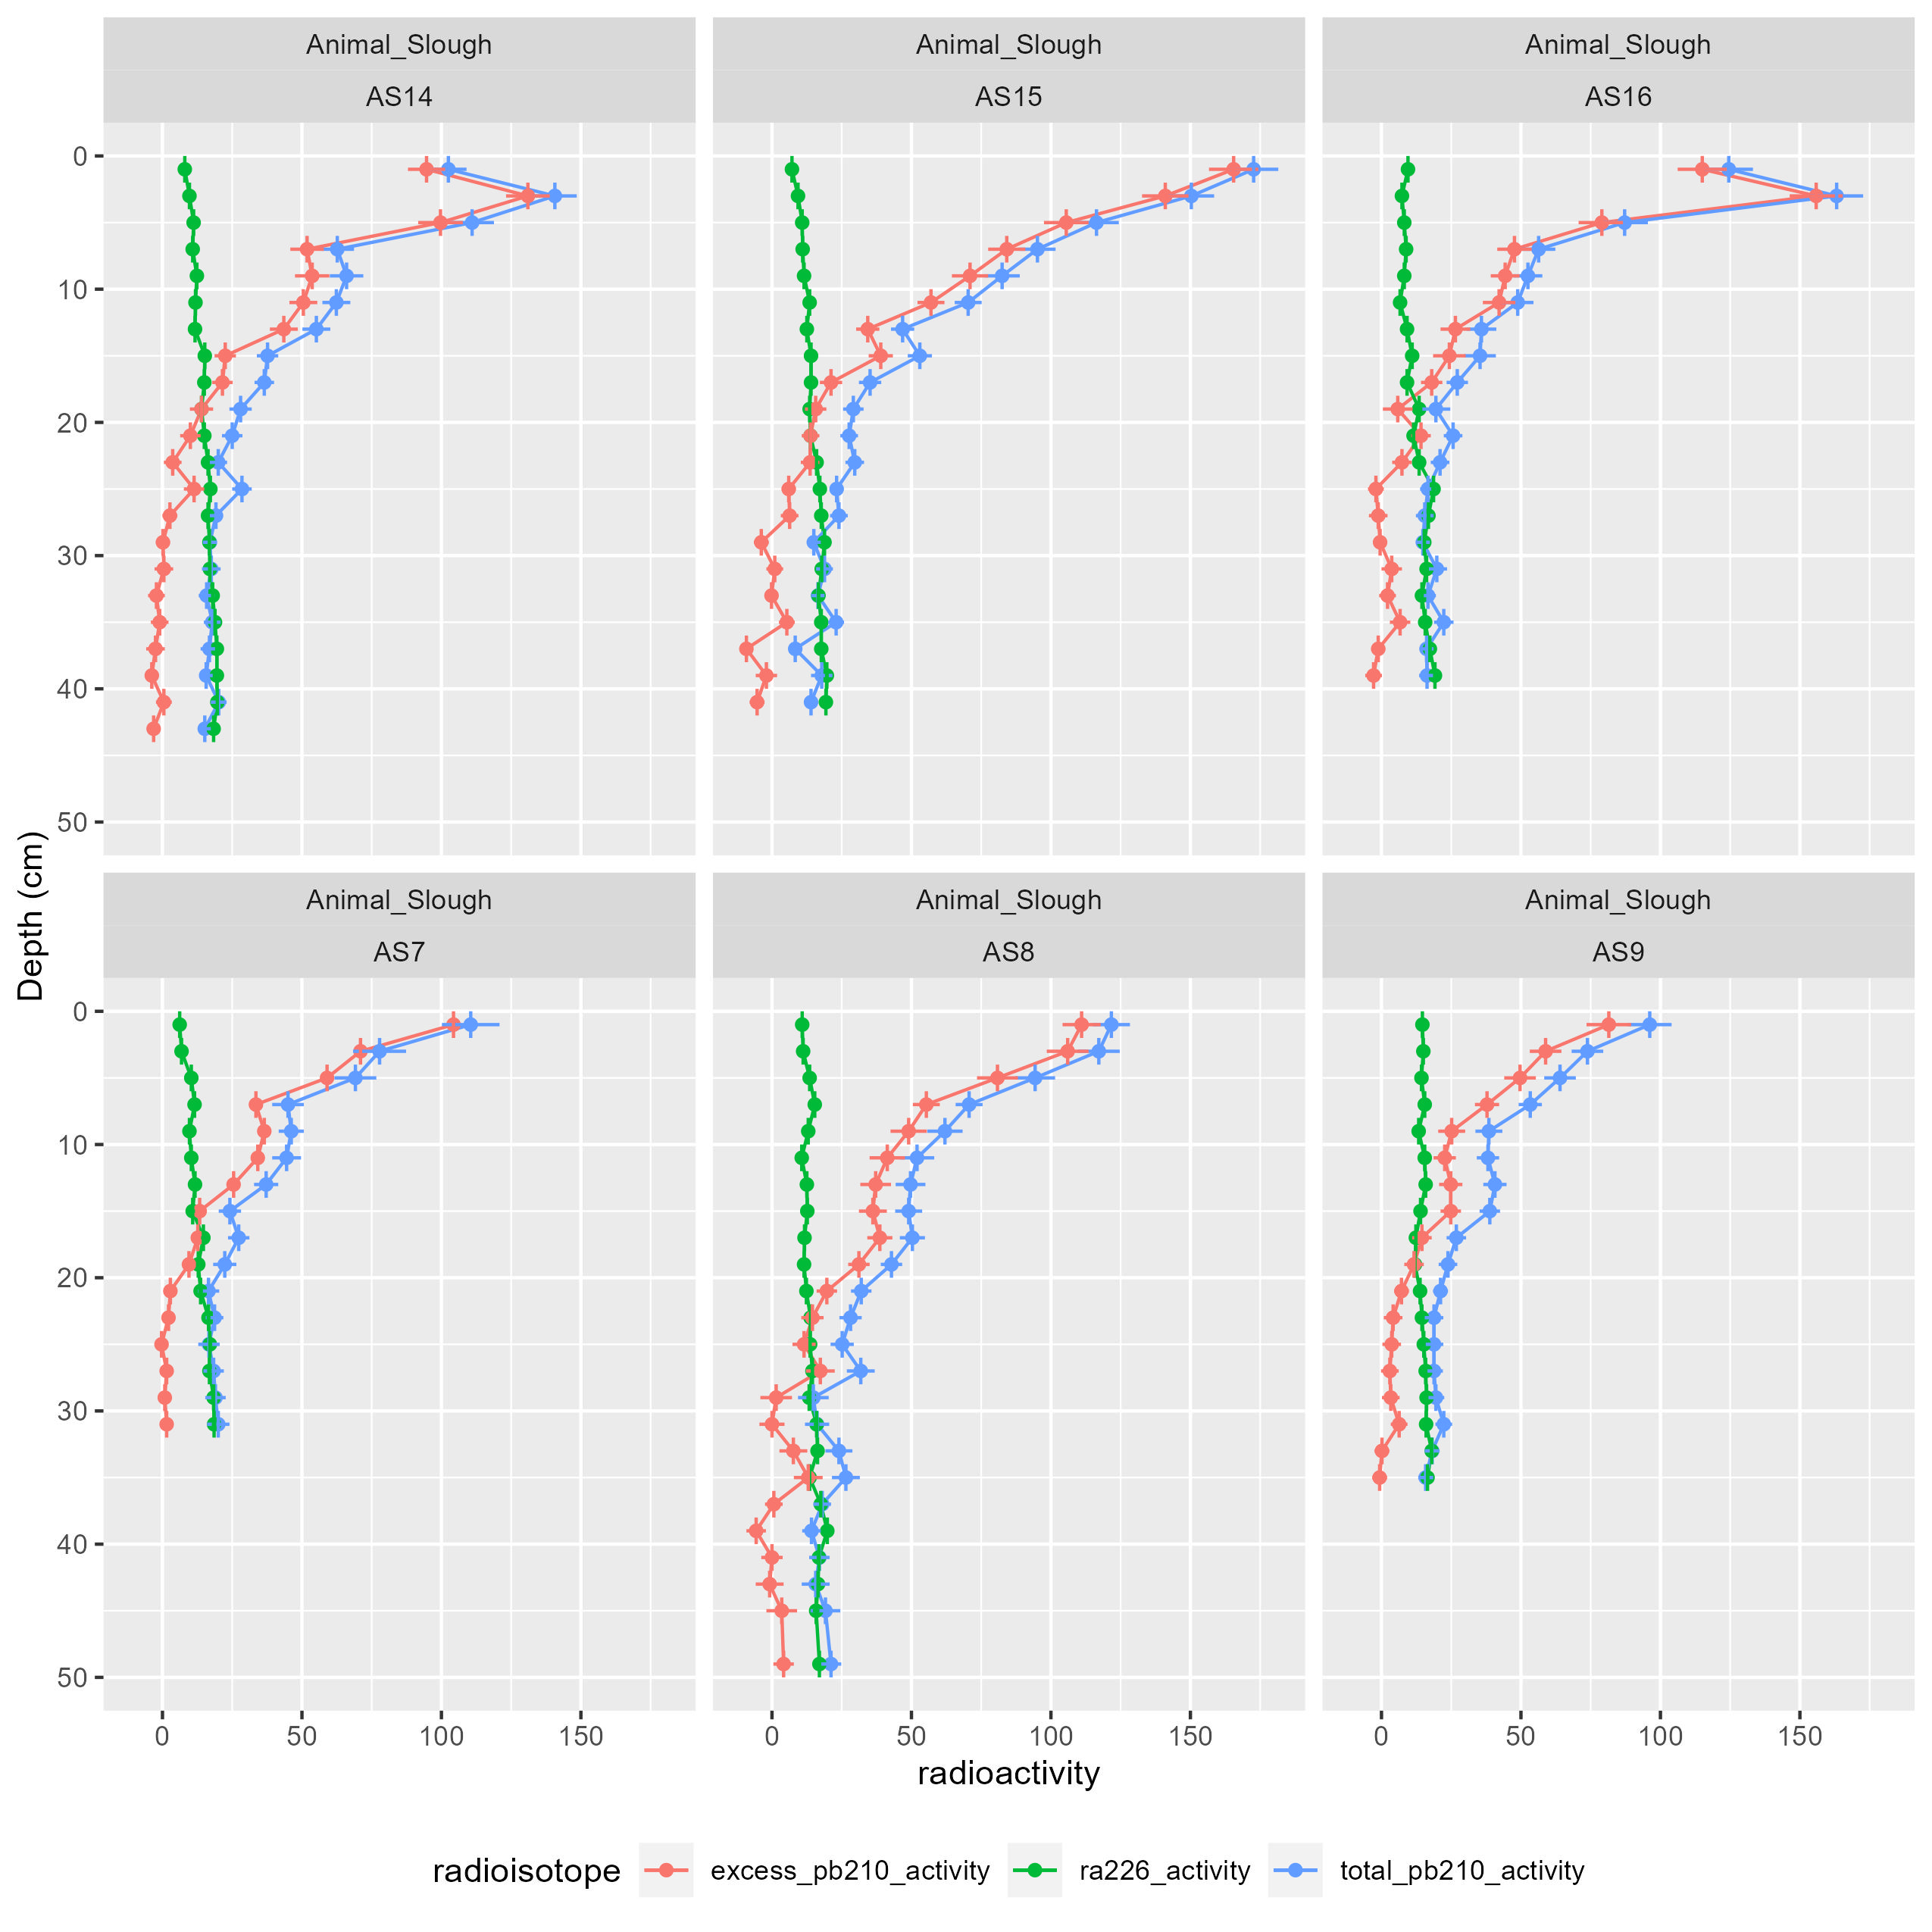 Animal_Slough Animal_Slough Animal_Slough
AS14 AS15 AS16
0
10
20
30
40
50
Depth (cm)
Animal_Slough Animal_Slough Animal_Slough
AS7 AS8 AS9
0
10
20
30
40
50
0 50 100 150 0 50 100 150 0 50 100 150
radioactivity
radioisotope excess_pb210_activity ra226_activity total_pb210_activity